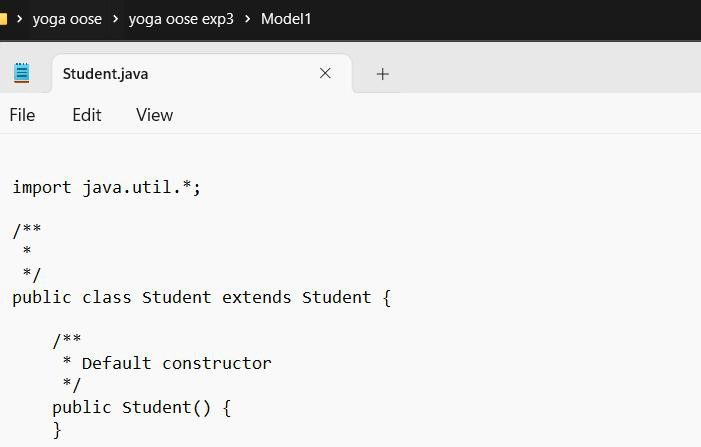 yoga oose > yoga oose exp3 > Model1
Student.java
File Edit View
import java.util.*;
/**
 *
 */
public class Student extends Student {
    /**
     * Default constructor
     */
    public Student() {
    }